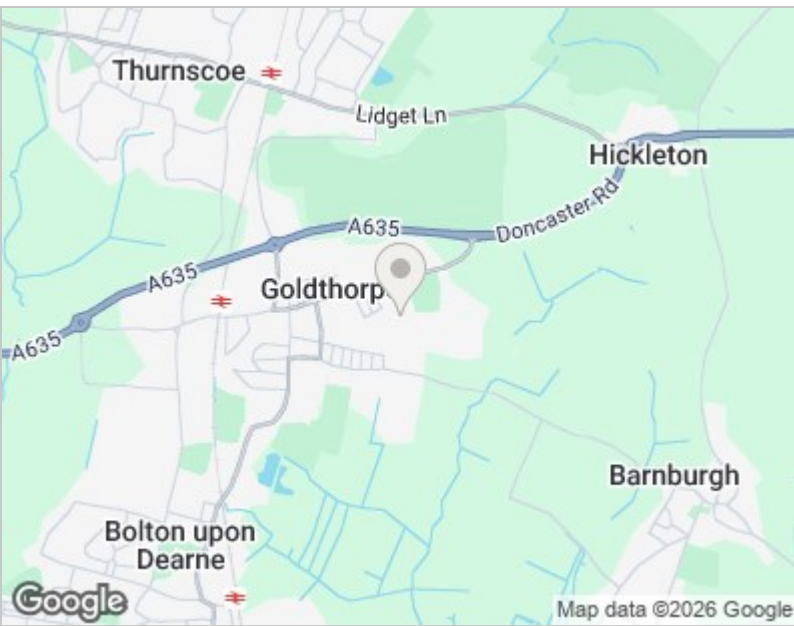 Thurnscoe
Lidget Ln
Hickleton
Doncaster Rd
A635
A635
Goldthorp
A635
Barnburgh
Bolton upon
Dearne
Google
Map data ©2026 Google